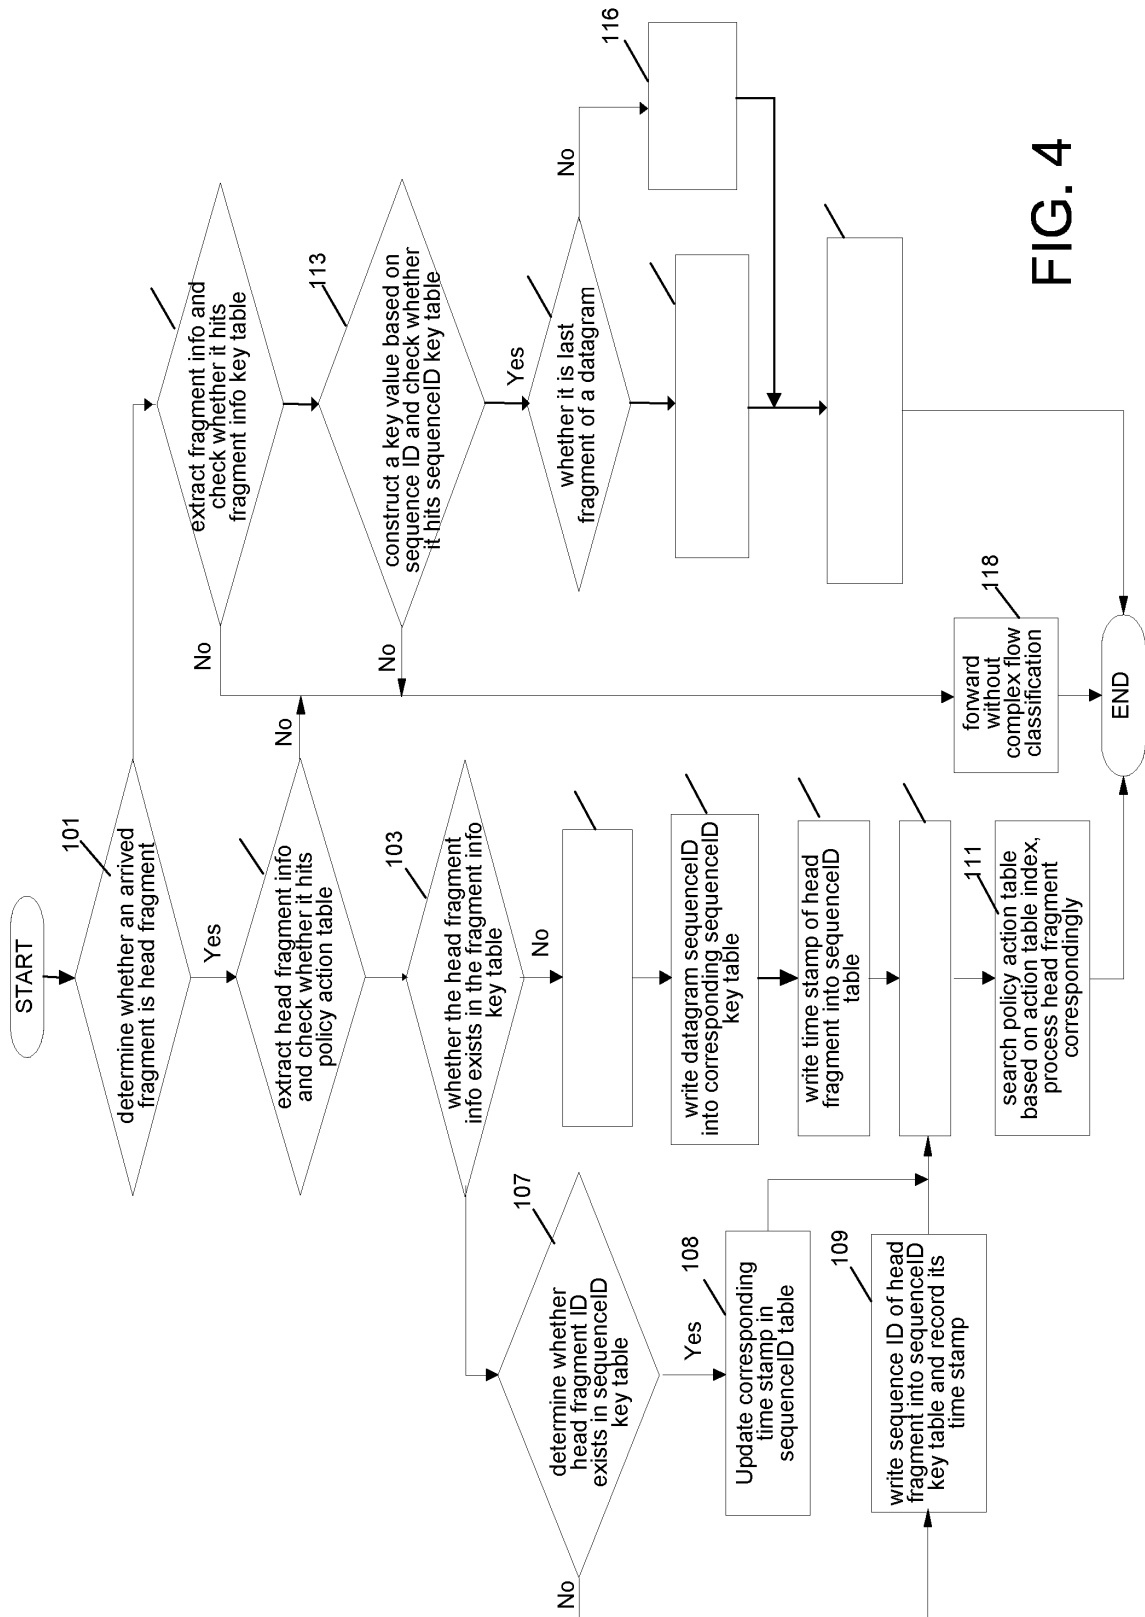 START
101
determine whether an arrived
fragment is head fragment
Yes
extract head fragment info
and check whether it hits
policy action table
No
103
whether the head fragment
info exists in the fragment info
key table
No
write datagram sequenceID
into corresponding sequenceID
key table
write time stamp of head
fragment into sequenceID
table
111
search policy action table
based on action table index,
process head fragment
correspondingly
107
determine whether
head fragment ID
exists in sequenceID
key table
Yes
No
108
Update corresponding
time stamp in
sequenceID table
109
write sequence ID of head
fragment into sequenceID
key table and record its
time stamp
extract fragment info and
check whether it hits
fragment info key table
No
113
construct a key value based on
sequence ID and check whether
it hits sequenceID key table
No
Yes
whether it is last
fragment of a datagram
No
116
118
forward
without
complex flow
classification
END
FIG. 4